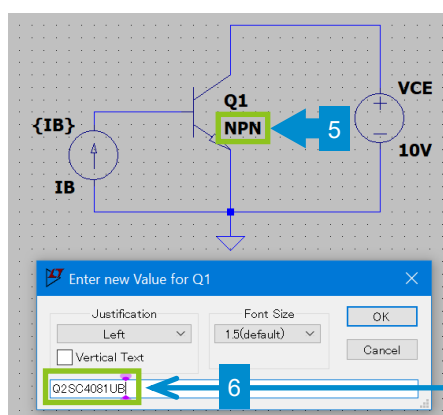 Q1
NPN
5
{IB}
IB
VCE
10V
Enter new Value for Q1
Justification
Left
Vertical Text
Font Size
1.5(default)
OK
Cancel
Q2SC4081UB
6